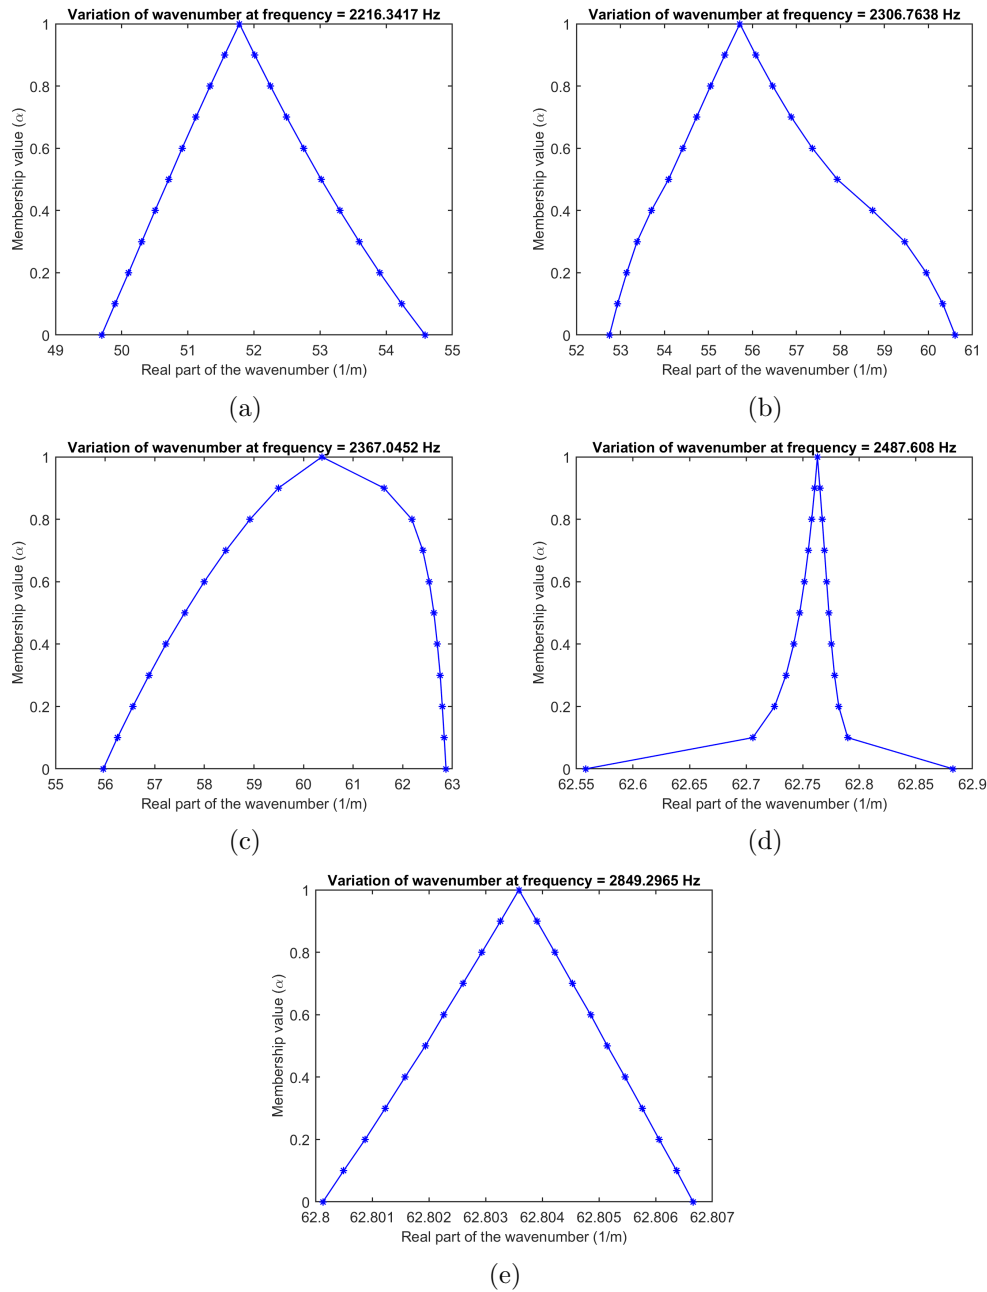 Variation of wavenumber at frequency = 2216.3417 Hz
Membership value (α)
1
0.8
0.6
0.4
0.2
0
49 50 51 52 53 54 55
Real part of the wavenumber (1/m)
(a)
Variation of wavenumber at frequency = 2306.7638 Hz
Membership value (α)
1
0.8
0.6
0.4
0.2
0
52 53 54 55 56 57 58 59 60 61
Real part of the wavenumber (1/m)
(b)
Variation of wavenumber at frequency = 2367.0452 Hz
Membership value (α)
1
0.8
0.6
0.4
0.2
0
55 56 57 58 59 60 61 62 63
Real part of the wavenumber (1/m)
(c)
Variation of wavenumber at frequency = 2487.608 Hz
Membership value (α)
1
0.8
0.6
0.4
0.2
0
62.55 62.6 62.65 62.7 62.75 62.8 62.85 62.9
Real part of the wavenumber (1/m)
(d)
Variation of wavenumber at frequency = 2849.2965 Hz
Membership value (α)
1
0.8
0.6
0.4
0.2
0
62.8 62.801 62.802 62.803 62.804 62.805 62.806 62.807
Real part of the wavenumber (1/m)
(e)